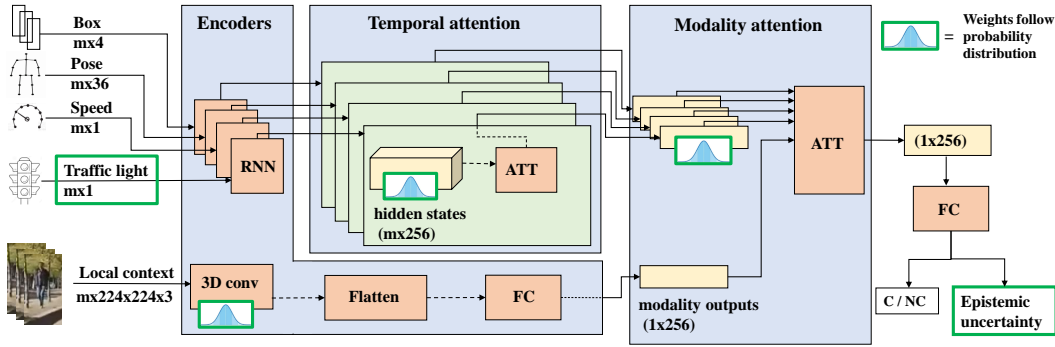 Encoders
Temporal attention
Modality attention
Box
mx4
Pose
mx36
Speed
mx1
Traffic light
mx1
Local context
mx224x224x3
RNN
hidden states
(mx256)
ATT
3D conv
Flatten
FC
modality outputs
(1x256)
ATT
= Weights follow
probability
distribution
(1x256)
FC
C / NC
Epistemic
uncertainty